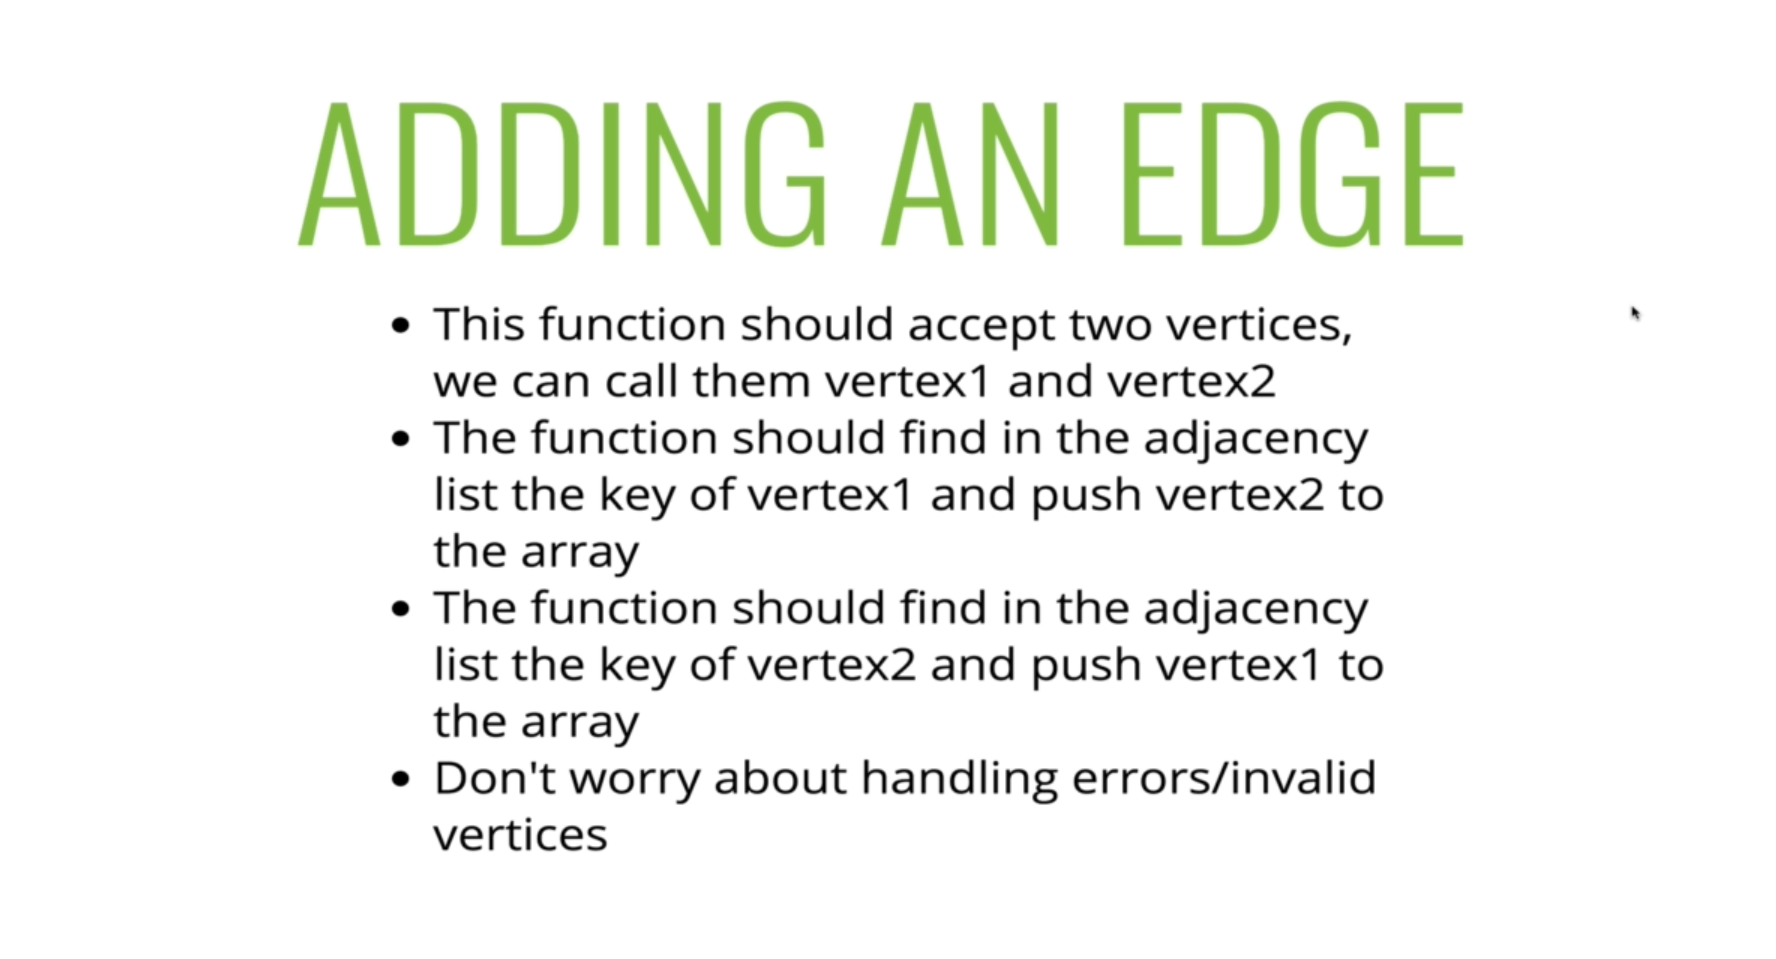 ADDING AN EDGE
• This function should accept two vertices,
we can call them vertex1 and vertex2
• The function should find in the adjacency
list the key of vertex1 and push vertex2 to
the array
• The function should find in the adjacency
list the key of vertex2 and push vertex1 to
the array
• Don't worry about handling errors/invalid
vertices